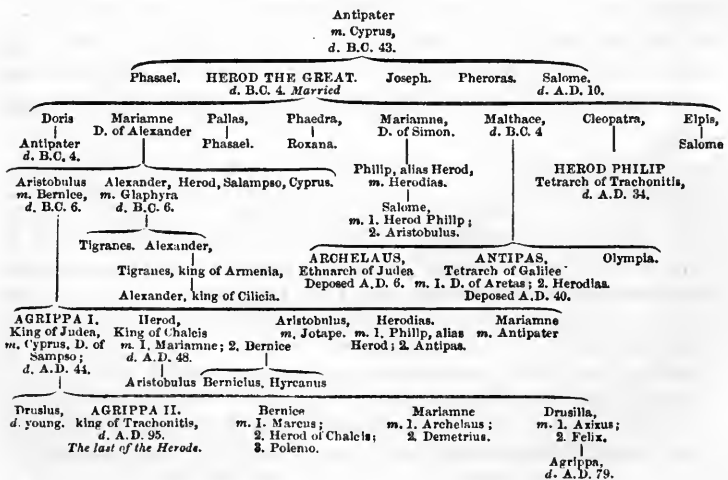 Antipater
m. Cyprus,
d. B.C. 43.
Phasael. HEROD THE GREAT. Joseph. Pheroras. Salome.
d. B.C. 4. Married d. A.D. 10.
Doris Mariamne Pallas, Phaedra, Mariamne, Malthace, Cleopatra, Elpis,
D. of Alexander D. of Simon. d. B.C. 4
Antipater Phasael. Roxana. Salome
d. B.C. 4.
Philip, alias Herod, HEROD PHILIP
m. Herodias. Tetrarch of Trachonitis,
d. A.D. 34.
Aristobulus Alexander, Herod, Salampso, Cyprus.
m. Bernice, m. Glaphyra
d. B.C. 6. d. B.C. 6.
Salome,
m. 1. Herod Philip;
2. Aristobulus.
Tigranes. Alexander,
Tigranes, king of Armenia,
Alexander, king of Cilicia.
ARCHELAUS, ANTIPAS, Olympia.
Ethnarch of Judea Tetrarch of Galilee
Deposed A.D. 6. m. I. D. of Aretas; 2. Herodias.
Deposed A.D. 40.
AGRIPPA I. Herod, Aristobulus, Herodias. Mariamne
King of Judea, King of Chalcis m. Jotape. m. 1. Philip, alias m. Antipater
m. Cyprus, D. of m. I. Mariamne; 2. Bernice Herod; 2. Antipas.
Sampso; d. A.D. 48.
d. A.D. 44.
Aristobulus Bernicius, Hyrcanus
Drusius, AGRIPPA II. Bernice Mariamne Drusilla,
d. young. king of Trachonitis, m. I. Marcus; m. 1. Archelaus; m. 1. Azixus;
d. A.D. 95. 2. Herod of Chalcis; 2. Demetrius. 2. Felix.
The last of the Herods. 3. Polemo.
Agrippa,
d. A.D. 79.